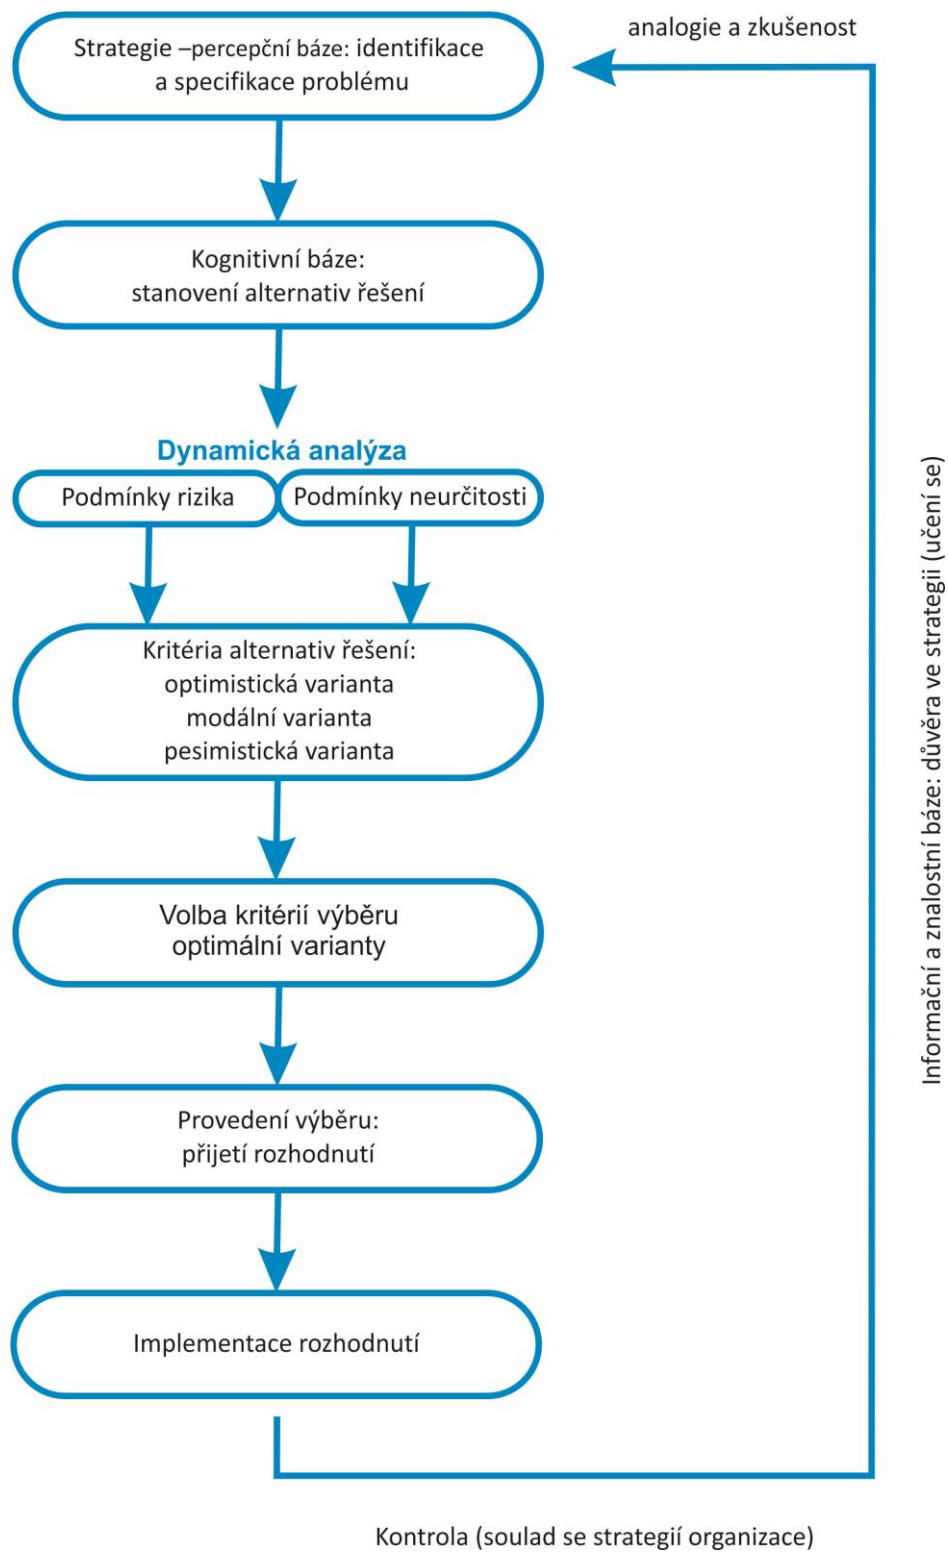 Strategie –percepční báze: identifikace
a specifikace problému
analogie a zkušenost
Kognitivní báze:
stanovení alternativ řešení
Dynamická analýza
Podmínky rizika
Podmínky neurčitosti
Kritéria alternativ řešení:
optimistická varianta
modální varianta
pesimistická varianta
Volba kritérií výběru
optimální varianty
Provedení výběru:
přijetí rozhodnutí
Implementace rozhodnutí
Informační a znalostní báze: důvěra ve strategii (učení se)
Kontrola (soulad se strategií organizace)